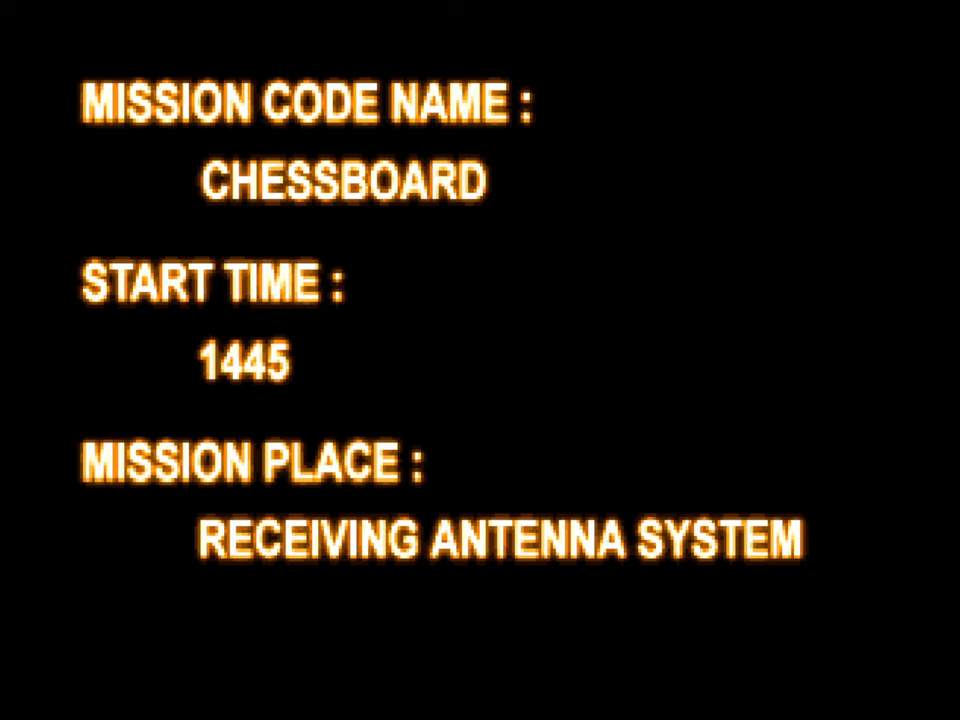 MISSION CODE NAME :
CHESSBOARD
START TIME :
1445
MISSION PLACE :
RECEIVING ANTENNA SYSTEM